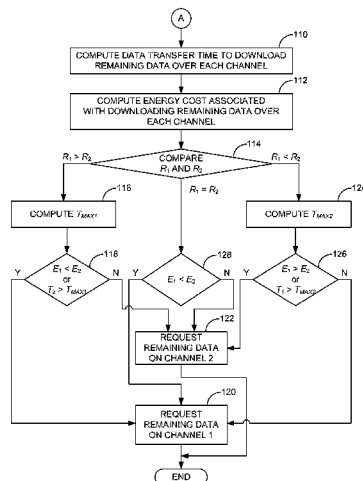 A
110
COMPUTE DATA TRANSFER TIME TO DOWNLOAD
REMAINING DATA OVER EACH CHANNEL
112
COMPUTE ENERGY COST ASSOCIATED
WITH DOWNLOADING REMAINING DATA OVER
EACH CHANNEL
114
R1 > R2
COMPARE
R1 AND R2
R1 < R2
R1 = R2
116
COMPUTE TMAX1
124
COMPUTE TMAX2
118
Y
E1 < E2
or
T2 > TMAX1
N
128
Y
E1 < E2
N
126
N
E1 > E2
or
T1 > TMAX2
Y
122
REQUEST
REMAINING DATA
ON CHANNEL 2
120
REQUEST
REMAINING DATA
ON CHANNEL 1
END